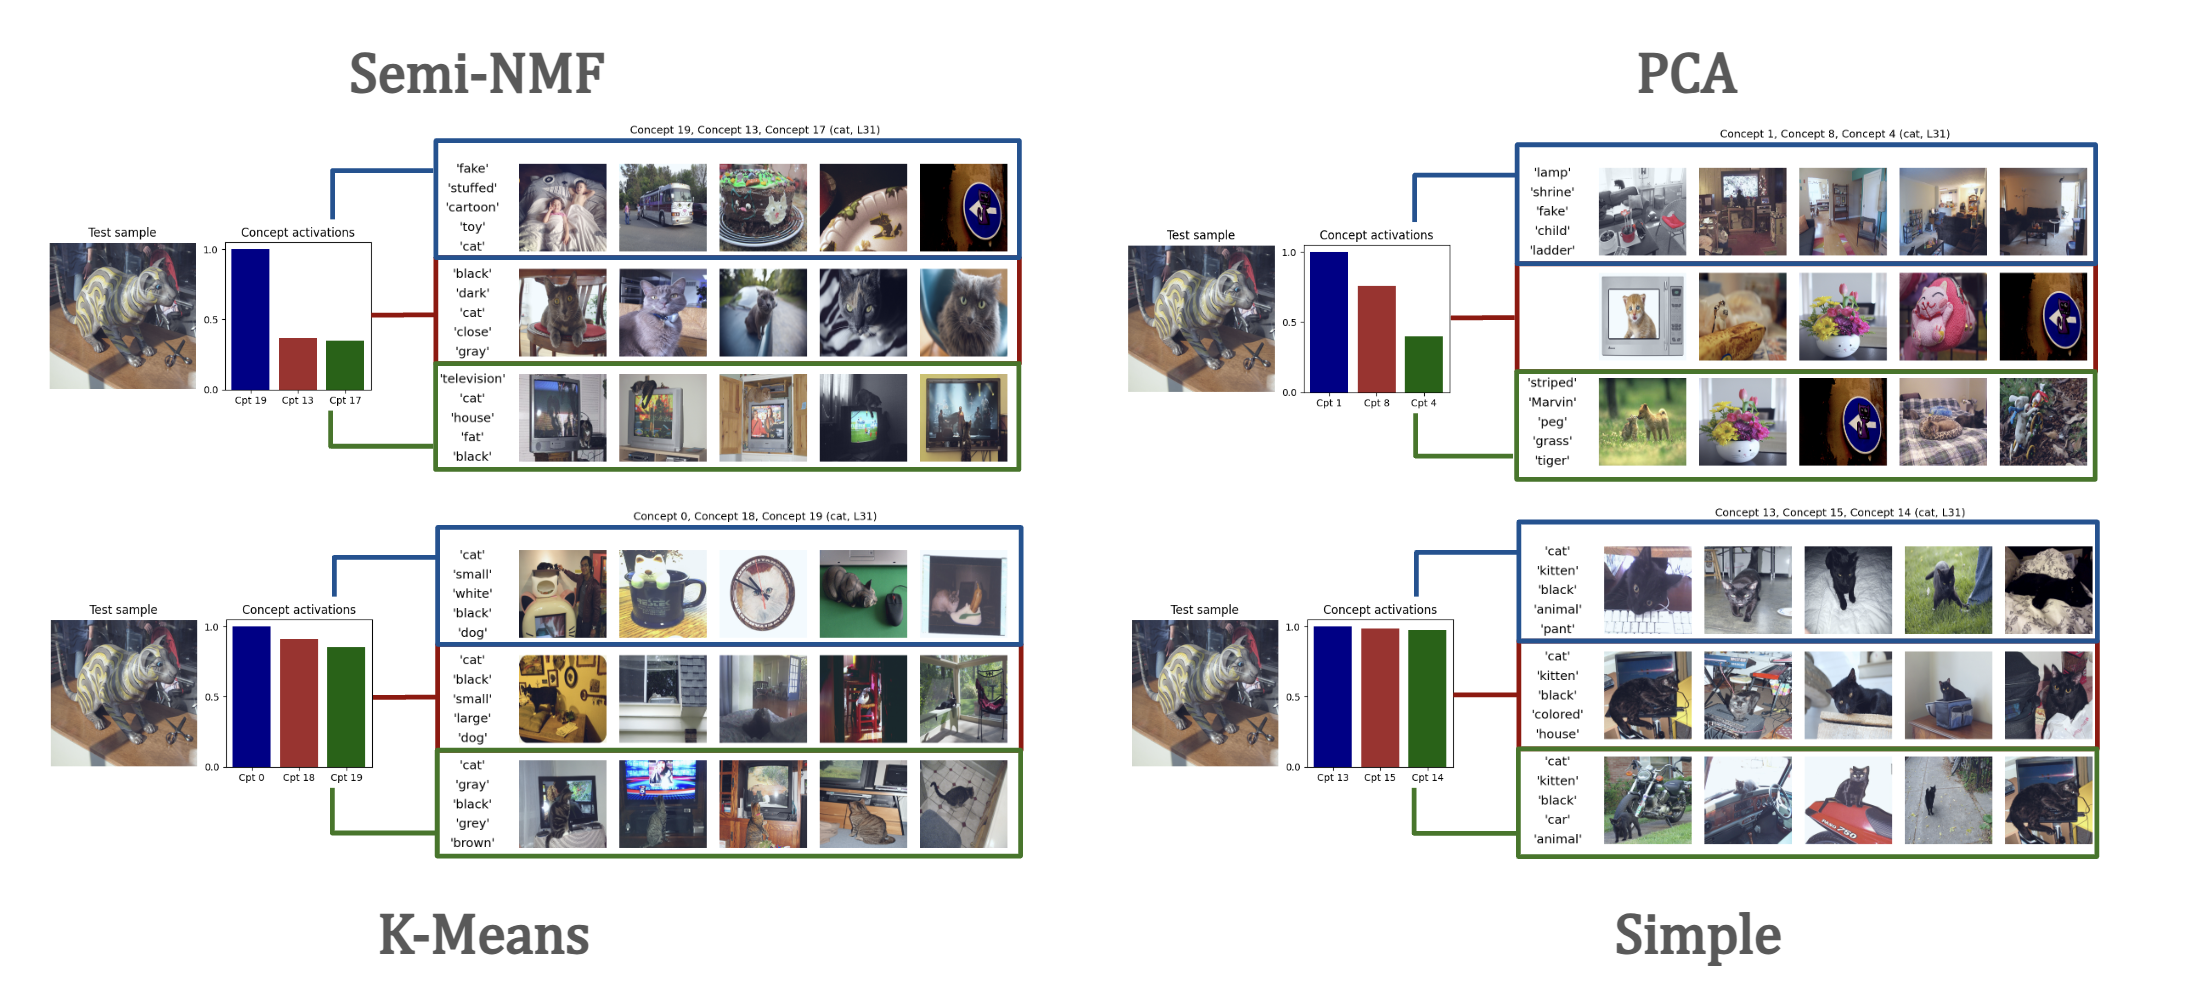 Semi-NMF
Concept 19, Concept 13, Concept 17 (cat, L31)
Test sample
Concept activations
1.0
0.5
0.0
Cpt 19 Cpt 13 Cpt 17
'fake'
'stuffed'
'cartoon'
'toy'
'cat'
'black'
'dark'
'cat'
'close'
'gray'
'television'
'cat'
'house'
'fat'
'black'
PCA
Concept 1, Concept 8, Concept 4 (cat, L31)
Test sample
Concept activations
1.0
0.5
0.0
Cpt 1 Cpt 8 Cpt 4
'lamp'
'shrine'
'fake'
'child'
'ladder'
'striped'
'Marvin'
'peg'
'grass'
'tiger'
Concept 0, Concept 18, Concept 19 (cat, L31)
Test sample
Concept activations
1.0
0.5
0.0
Cpt 0 Cpt 18 Cpt 19
'cat'
'small'
'white'
'black'
'dog'
'cat'
'black'
'small'
'large'
'dog'
'cat'
'gray'
'black'
'grey'
'brown'
K-Means
Concept 13, Concept 15, Concept 14 (cat, L31)
Test sample
Concept activations
1.0
0.5
0.0
Cpt 13 Cpt 15 Cpt 14
'cat'
'kitten'
'black'
'animal'
'pant'
'cat'
'kitten'
'black'
'colored'
'house'
'cat'
'kitten'
'black'
'car'
'animal'
750
Simple